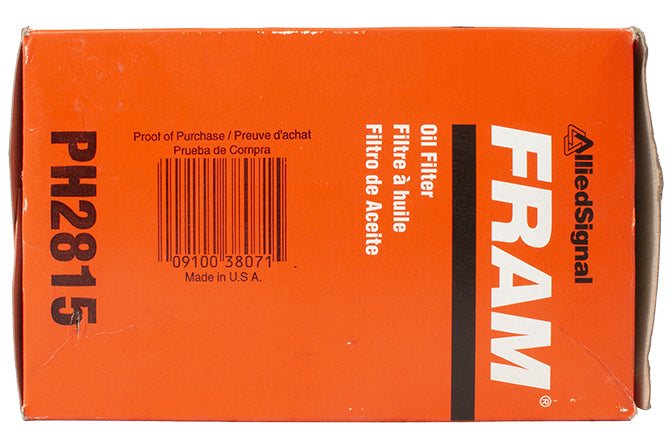 AlliedSignal
FRAM®
Oil Filter
Filtre à huile
Filtro de Aceite
Proof of Purchase / Preuve d'achat
Prueba de Compra
09100 38071
Made in U.S.A.
PH2815